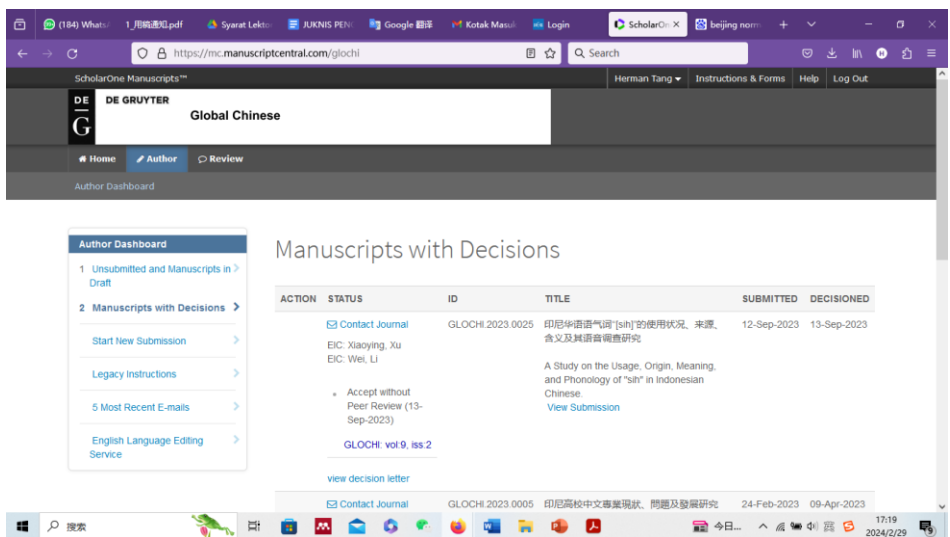 (184) Whats/
1_用稿通知.pdf
Syarat Lekto
JUKNIS PENC
Google 翻译
Kotak Masuk
Login
ScholarOn
beijing norm
https://mc.manuscriptcentral.com/glochi
Search
ScholarOne Manuscripts™
Herman Tang
Instructions & Forms
Help
Log Out
DE
G
DE GRUYTER
Global Chinese
Home
Author
Review
Author Dashboard
Author Dashboard
1 Unsubmitted and Manuscripts in
Draft
2 Manuscripts with Decisions
Start New Submission
Legacy Instructions
5 Most Recent E-mails
English Language Editing
Service
Manuscripts with Decisions
ACTION STATUS ID TITLE SUBMITTED DECISIONED
Contact Journal
EIC: Xiaoying, Xu
EIC: Wei, Li
Accept without
Peer Review (13-
Sep-2023)
GLOCHI: vol:9, iss:2
view decision letter
GLOCHI.2023.0025
印尼华语语气词"[sih]"的使用状况、来源、
含义及其语音调查研究
A Study on the Usage, Origin, Meaning,
and Phonology of "sih" in Indonesian
Chinese.
View Submission
12-Sep-2023
13-Sep-2023
Contact Journal
GLOCHI.2023.0005
印尼高校中文專業現狀、問題及發展研究
24-Feb-2023
09-Apr-2023
搜索
今日...
17:19
2024/2/29